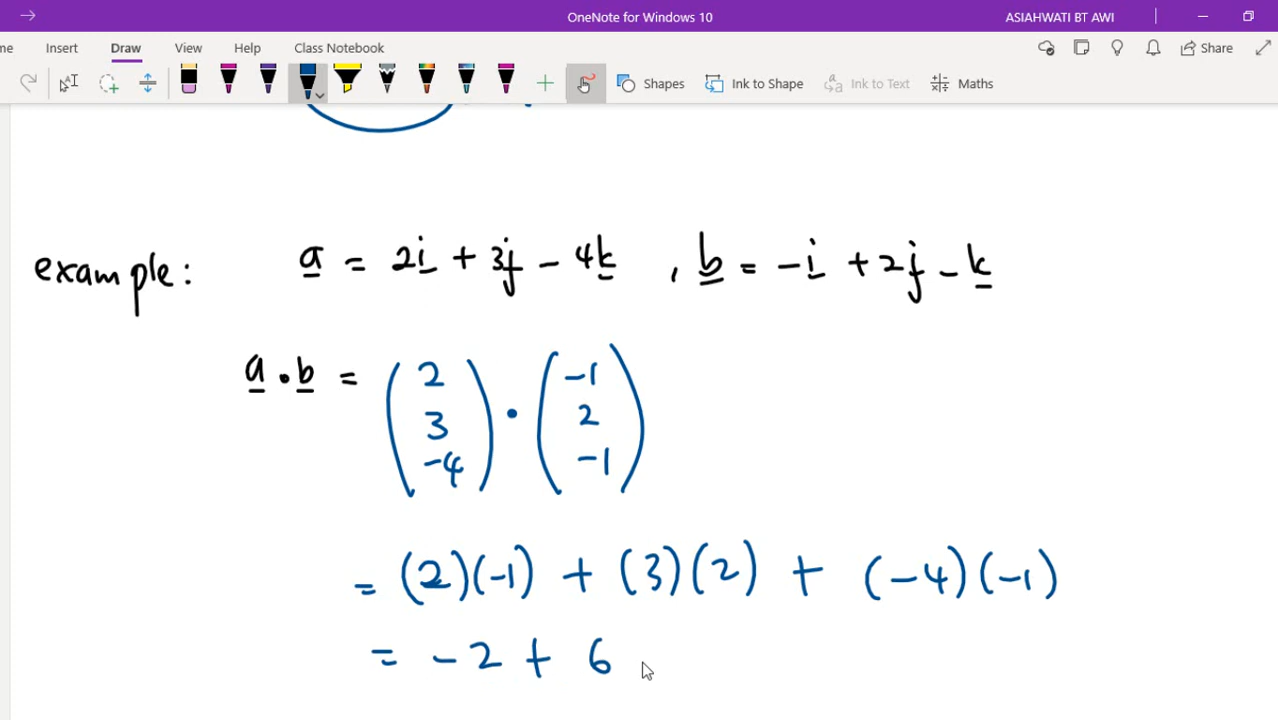 OneNote for Windows 10 ASIAHWATI BT AWI
me Insert Draw View Help Class Notebook Share
Shapes Ink to Shape Ink to Text Maths
example: a = 2i + 3j - 4k , b = -i + 2j - k
a · b = ( 2 3 -4 ) · ( -1 2 -1 )
= (2)(-1) + (3)(2) + (-4)(-1)
= -2 + 6